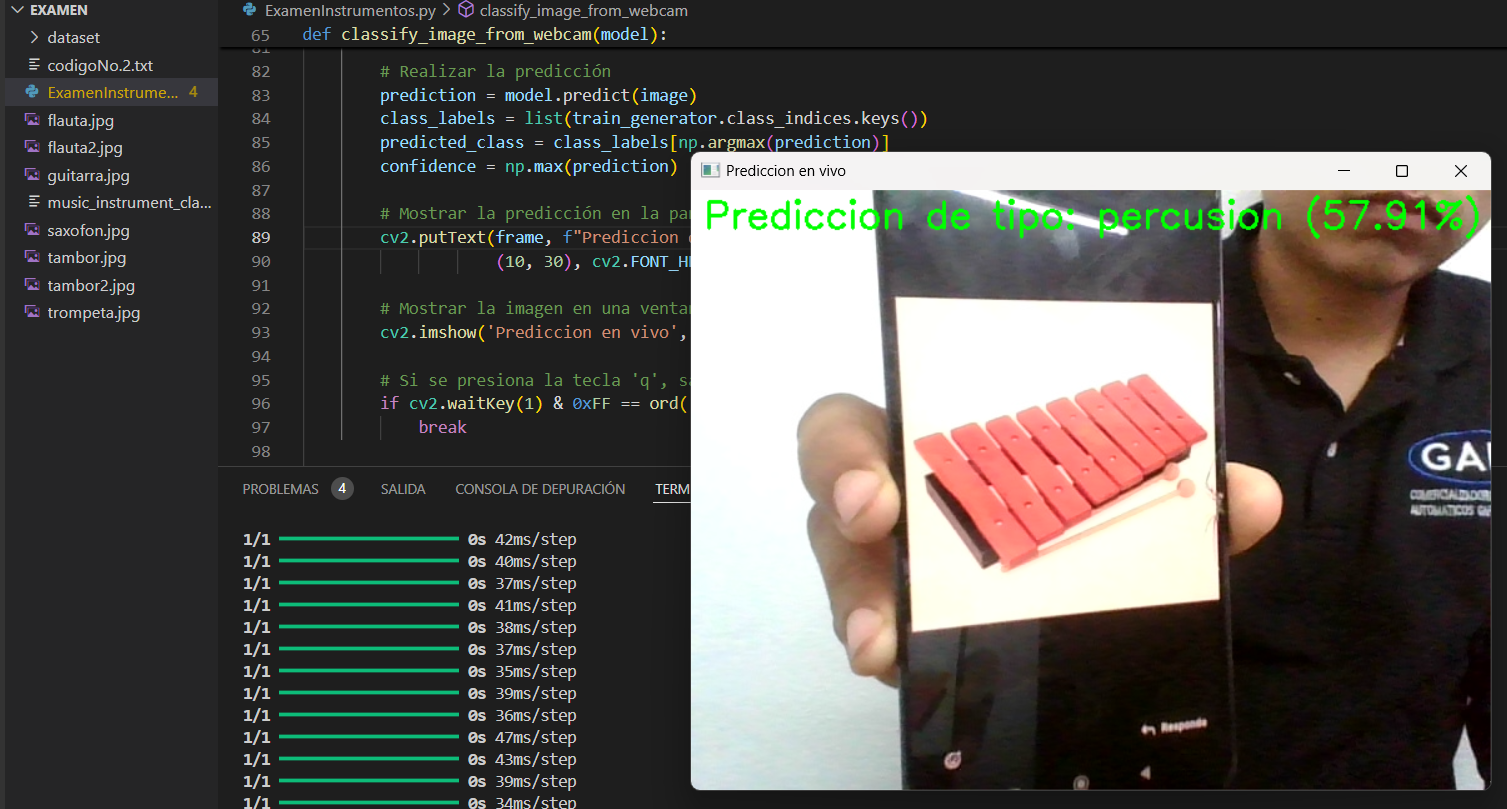 EXAMEN
dataset
codigoNo.2.txt
ExamenInstrume... 4
flauta.jpg
flauta2.jpg
guitarra.jpg
music_instrument_cla...
saxofon.jpg
tambor.jpg
tambor2.jpg
trompeta.jpg
ExamenInstrumentos.py > classify_image_from_webcam
65 def classify_image_from_webcam(model):
81
82 # Realizar la predicción
83 prediction = model.predict(image)
84 class_labels = list(train_generator.class_indices.keys())
85 predicted_class = class_labels[np.argmax(prediction)]
86 confidence = np.max(prediction)
87
88 # Mostrar la predicción en la pa
89 cv2.putText(frame, f"Prediccion
90 (10, 30), cv2.FONT_H
91
92 # Mostrar la imagen en una venta
93 cv2.imshow('Prediccion en vivo',
94
95 # Si se presiona la tecla 'q', s
96 if cv2.waitKey(1) & 0xFF == ord(
97 break
98
PROBLEMAS 4 SALIDA CONSOLA DE DEPURACIÓN TERM
1/1 0s 42ms/step
1/1 0s 40ms/step
1/1 0s 37ms/step
1/1 0s 41ms/step
1/1 0s 38ms/step
1/1 0s 37ms/step
1/1 0s 35ms/step
1/1 0s 39ms/step
1/1 0s 36ms/step
1/1 0s 47ms/step
1/1 0s 43ms/step
1/1 0s 39ms/step
1/1 0s 34ms/step
Prediccion en vivo
Prediccion de tipo: percusion (57.91%)
GA
AUTOMATICOS
Responde